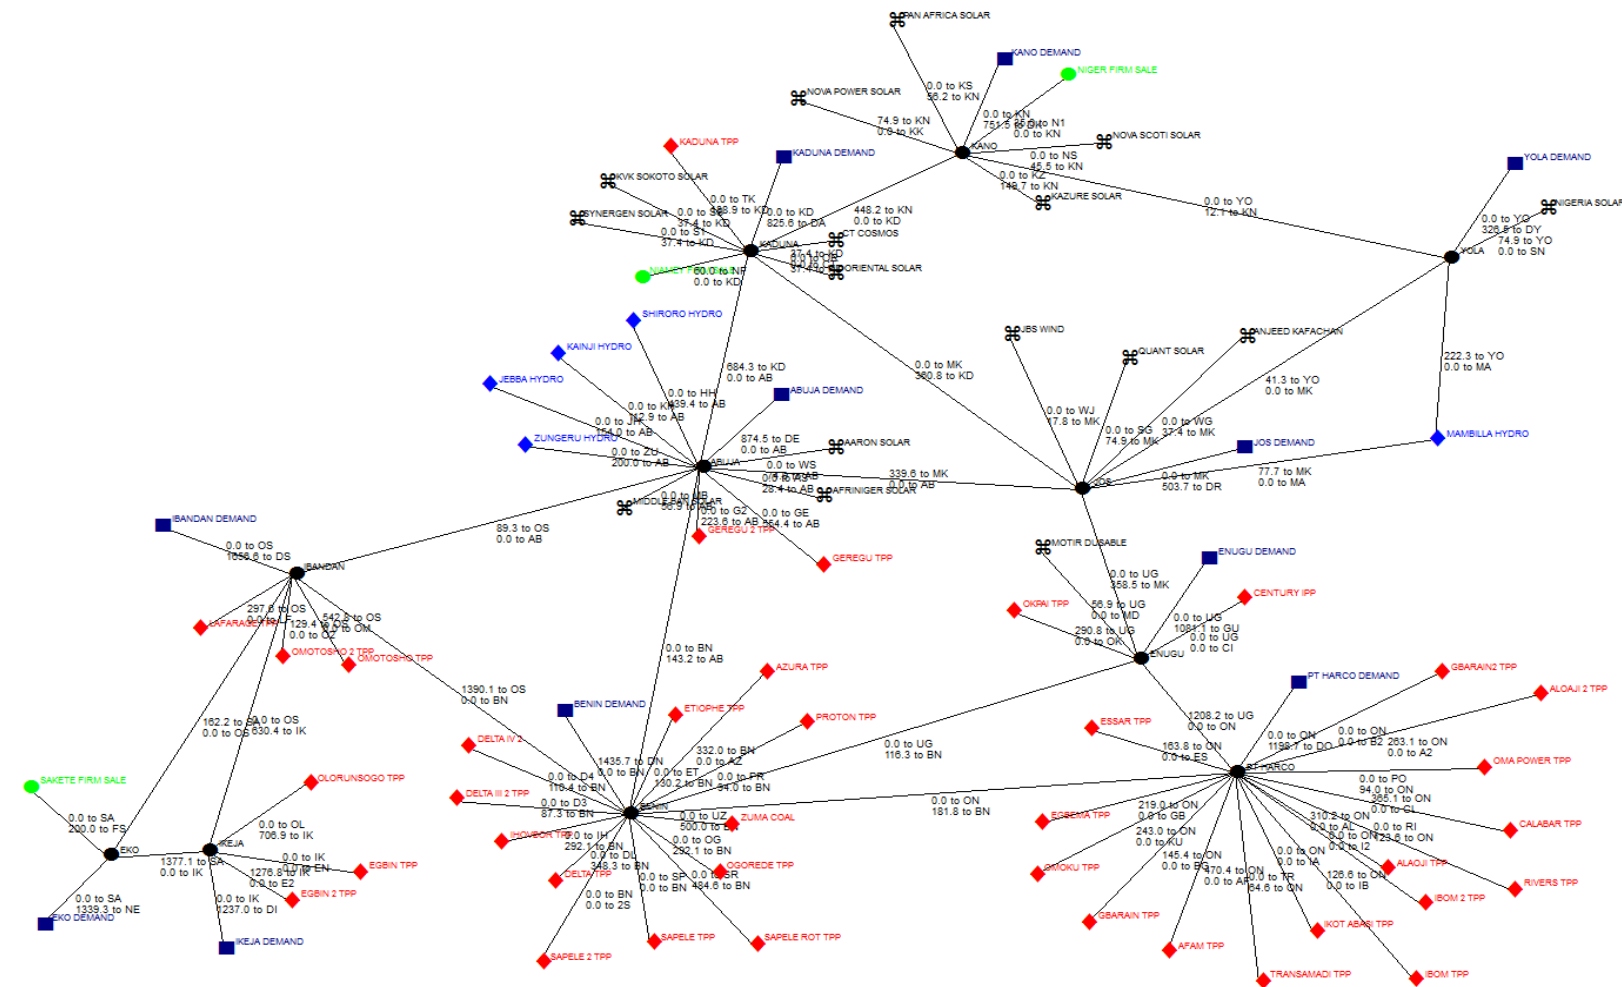 PAN AFRICA SOLAR
KANO DEMAND
NIGER FIRM SALE
0.0 to KS
56.2 to KN
NOVA POWER SOLAR
74.9 to KN
0.0 to KK
0.0 to KN
0.0 to KN
NOVA SCOTI SOLAR
KANO
0.0 to NS
45.5 to KN
0.0 to KZ
149.7 to KN
KAZURE SOLAR
KADUNA TPP
KADUNA DEMAND
KVK SOKOTO SOLAR
SYNERGEN SOLAR
0.0 to TK
0.0 to KD
825.6 to DA
37.4 to KD
0.0 to S1
37.4 to KD
448.2 to KN
0.0 to KD
CT COSMOS
KADUNA
37.4 to KD
ORIENTAL SOLAR
60.0 to NF
0.0 to KD
YOLA DEMAND
NIGERIA SOLAR
0.0 to YO
12.1 to KN
0.0 to YO
326.5 to DY
74.9 to YO
0.0 to SN
YOLA
SHIRORO HYDRO
KAINJI HYDRO
JEBBA HYDRO
ZUNGERU HYDRO
684.3 to KD
0.0 to AB
0.0 to HH
439.4 to AB
112.9 to AB
154.0 to AB
0.0 to ZU
200.0 to AB
ABUJA DEMAND
874.5 to DE
0.0 to AB
AARON SOLAR
ABUJA
0.0 to WS
28.4 to AB
AFRINIGER SOLAR
MIDDLE PAN SOLAR
0.0 to MB
56.9 to AB
0.0 to G2
223.6 to AB
0.0 to GE
554.4 to AB
GEREGU 2 TPP
GEREGU TPP
0.0 to MK
360.8 to KD
JBS WIND
QUANT SOLAR
ANJEED KAFACHAN
0.0 to WJ
17.8 to MK
0.0 to SG
74.9 to MK
0.0 to WG
37.4 to MK
41.3 to YO
0.0 to MK
222.3 to YO
0.0 to MA
MAMBILLA HYDRO
JOS DEMAND
0.0 to MK
503.7 to DR
77.7 to MK
0.0 to MA
339.6 to MK
0.0 to AB
JOS
IBANDAN DEMAND
89.3 to OS
0.0 to AB
0.0 to OS
1656.6 to DS
IBANDAN
297.6 to OS
129.4 to OS
0.0 to OZ
542.8 to OS
0.0 to OM
LAFARAGE TPP
OMOTOSHO 2 TPP
OMOTOSHO TPP
MOTIR DUSABLE
ENUGU DEMAND
0.0 to UG
358.5 to MK
CENTURY IPP
OKPAI TPP
56.9 to UG
0.0 to MD
290.8 to UG
0.0 to OK
0.0 to UG
1081.1 to GU
0.0 to UG
0.0 to CI
ENUGU
0.0 to BN
143.2 to AB
1390.1 to OS
0.0 to BN
162.2 to SA
0.0 to OS
0.0 to OS
630.4 to IK
AZURA TPP
BENIN DEMAND
ETIOPHE TPP
PROTON TPP
DELTA IV 2
1435.7 to DN
0.0 to BN
332.0 to BN
0.0 to AZ
0.0 to ET
130.2 to BN
0.0 to PR
94.0 to BN
0.0 to D4
110.4 to BN
DELTA III 2 TPP
0.0 to D3
87.3 to BN
BENIN
IHOVBOR TPP
0.0 to IH
292.1 to BN
0.0 to UZ
500.0 to BN
ZUMA COAL
0.0 to OG
292.1 to BN
OGOREDE TPP
0.0 to DL
348.3 to BN
DELTA TPP
0.0 to SP
0.0 to BN
0.0 to SR
484.6 to BN
0.0 to BN
0.0 to 2S
SAPELE TPP
SAPELE ROT TPP
SAPELE 2 TPP
0.0 to UG
116.3 to BN
0.0 to ON
181.8 to BN
1208.2 to UG
0.0 to ON
PT HARCO DEMAND
GBARAIN2 TPP
ALOAJI 2 TPP
ESSAR TPP
163.8 to ON
0.0 to ES
0.0 to ON
1198.7 to DO
0.0 to ON
0.0 to B2
263.1 to ON
0.0 to A2
OMA POWER TPP
PT HARCO
0.0 to PO
94.0 to ON
365.1 to ON
0.0 to CL
CALABAR TPP
EGBEMA TPP
219.0 to ON
0.0 to GB
243.0 to ON
0.0 to KU
310.2 to ON
0.0 to AL
0.0 to RI
423.6 to ON
0.0 to ON
0.0 to I2
OMOKU TPP
145.4 to ON
0.0 to BG
470.4 to ON
0.0 to AF
0.0 to TR
64.6 to ON
0.0 to ON
0.0 to IA
126.6 to ON
0.0 to IB
ALAOJI TPP
RIVERS TPP
IBOM 2 TPP
GBARAIN TPP
IKOT ABASI TPP
AFAM TPP
TRANSAMADI TPP
IBOM TPP
SAKETE FIRM SALE
OLORUNSOGO TPP
0.0 to SA
200.0 to FS
0.0 to OL
706.9 to IK
EKO
IKEJA
1377.1 to SA
0.0 to IK
0.0 to IK
0.0 to EN
1276.8 to IK
0.0 to E2
EGBIN TPP
EGBIN 2 TPP
0.0 to SA
1339.3 to NE
0.0 to IK
1237.0 to DI
EKO DEMAND
IKEJA DEMAND